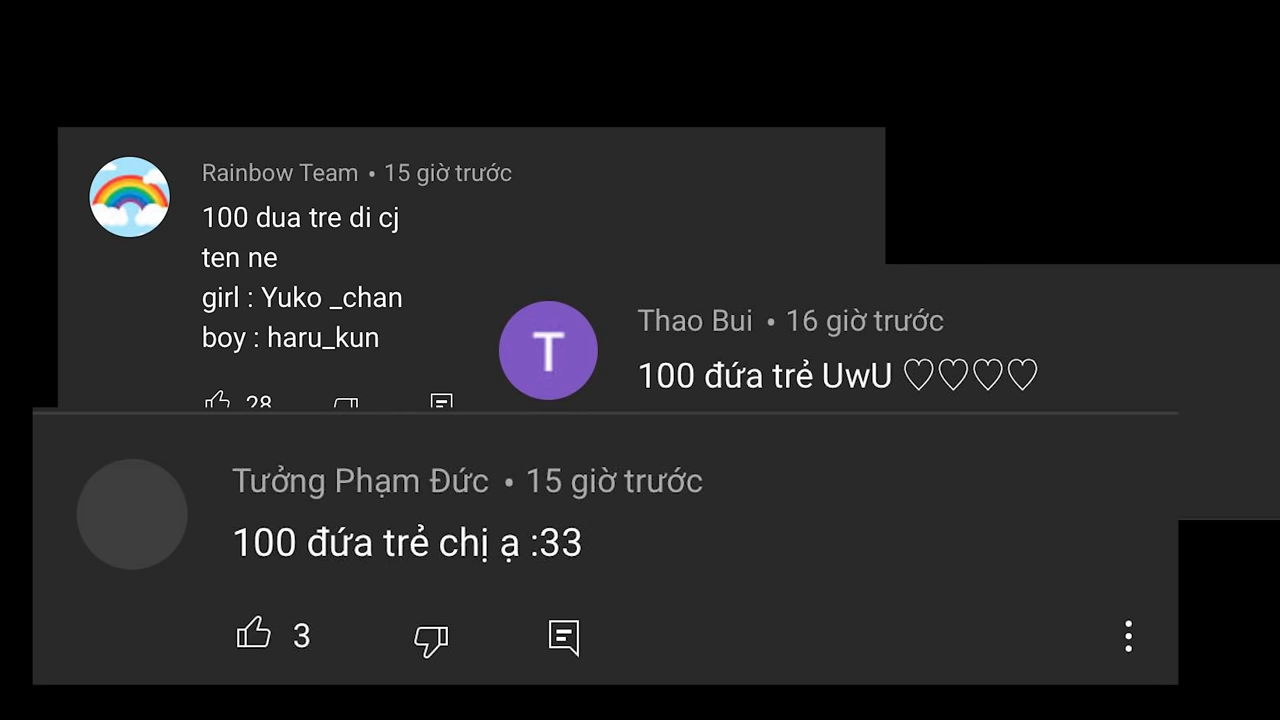 Rainbow Team • 15 giờ trước
100 dua tre di cj
ten ne
girl : Yuko _chan
boy : haru_kun
28
T
Thao Bui • 16 giờ trước
100 đứa trẻ UwU ♡♡♡♡
Tưởng Phạm Đức • 15 giờ trước
100 đứa trẻ chị ạ :33
3